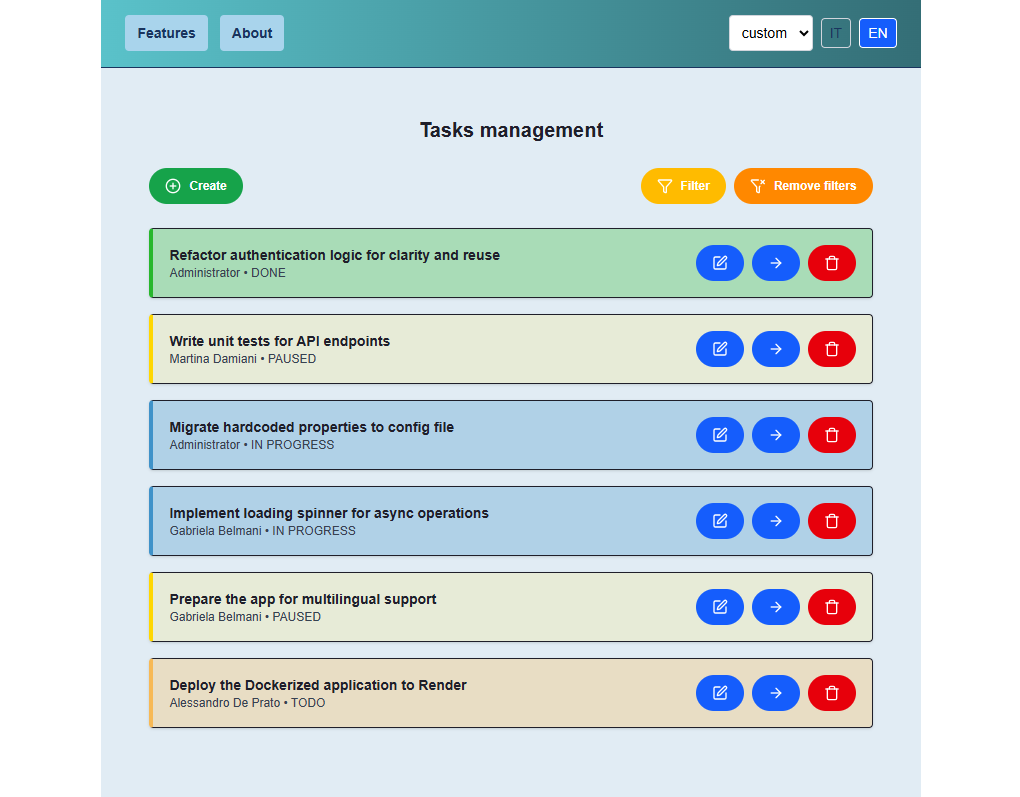 Features About custom IT EN
Tasks management
Create Filter Remove filters
Refactor authentication logic for clarity and reuse
Administrator • DONE
Write unit tests for API endpoints
Martina Damiani • PAUSED
Migrate hardcoded properties to config file
Administrator • IN PROGRESS
Implement loading spinner for async operations
Gabriela Belmani • IN PROGRESS
Prepare the app for multilingual support
Gabriela Belmani • PAUSED
Deploy the Dockerized application to Render
Alessandro De Prato • TODO